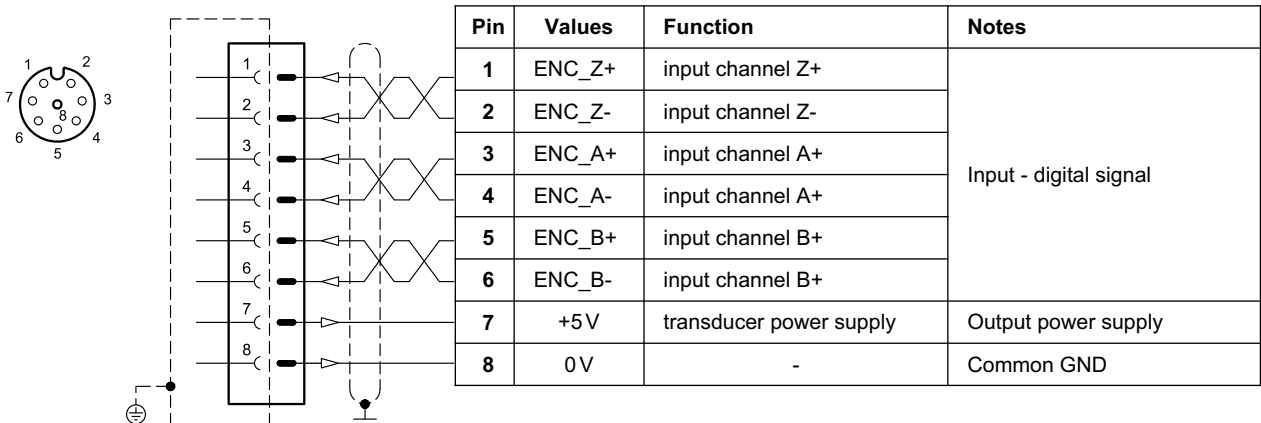 1 2
7 8 3
6 4
5
1
2
3
4
5
6
7
8
Pin Values Function Notes
1 ENC_Z+ input channel Z+
2 ENC_Z- input channel Z-
3 ENC_A+ input channel A+
Input - digital signal
4 ENC_A- input channel A+
5 ENC_B+ input channel B+
6 ENC_B- input channel B+
7 +5V transducer power supply Output power supply
8 0V - Common GND